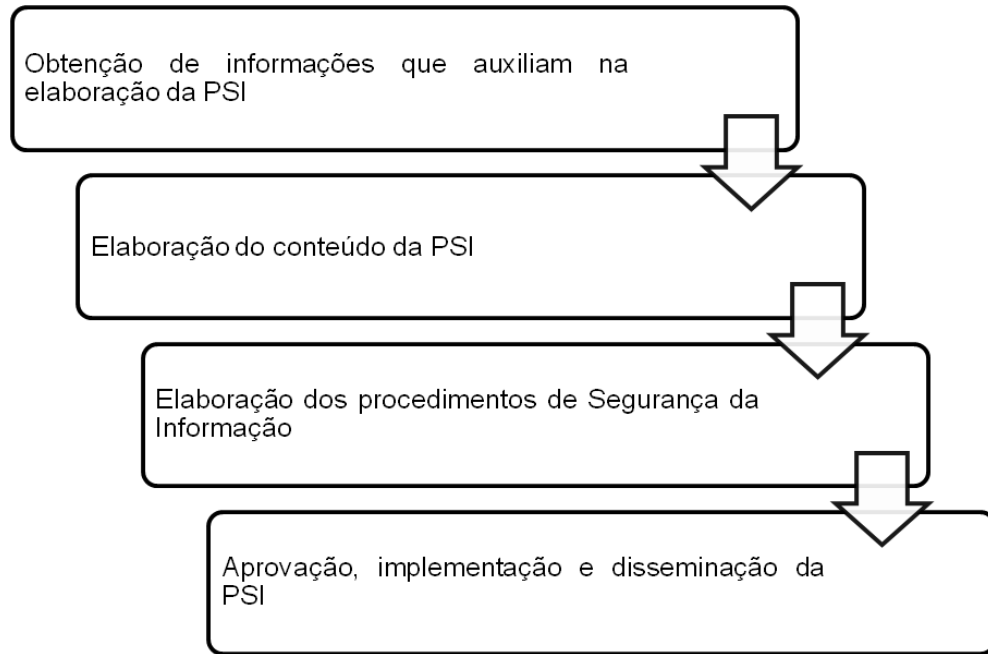 Obtenção de informações que auxiliam na
elaboração da PSI
Elaboração do conteúdo da PSI
Elaboração dos procedimentos de Segurança da
Informação
Aprovação, implementação e disseminação da
PSI